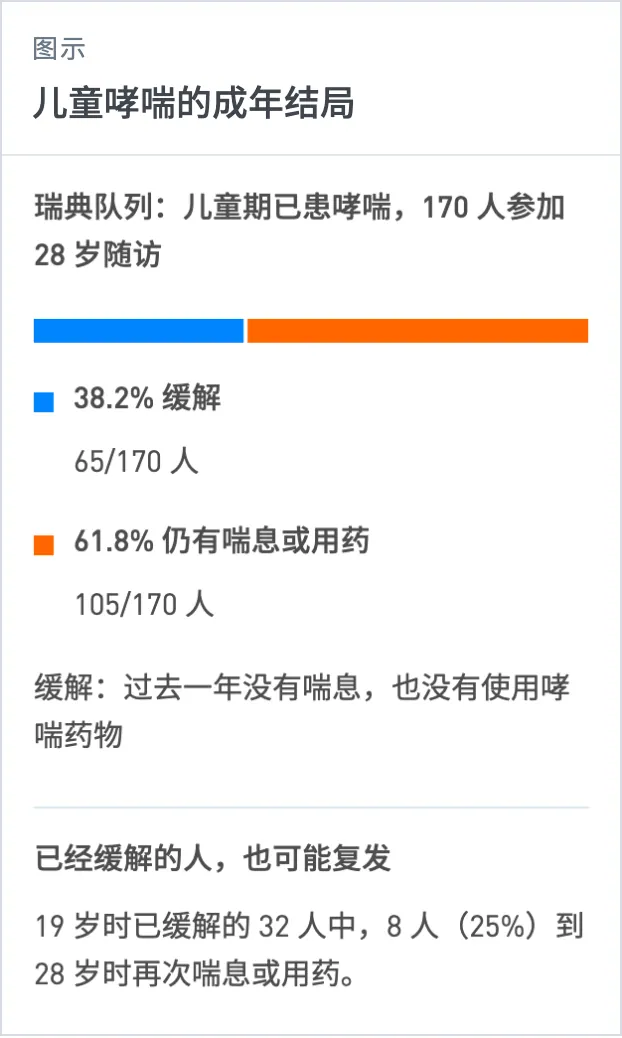 图示
儿童哮喘的成年结局
瑞典队列：儿童期已患哮喘，170 人参加
28 岁随访
38.2% 缓解
65/170 人
61.8% 仍有喘息或用药
105/170 人
缓解：过去一年没有喘息，也没有使用哮
喘药物
已经缓解的人，也可能复发
19 岁时已缓解的 32 人中，8 人（25%）到
28 岁时再次喘息或用药。